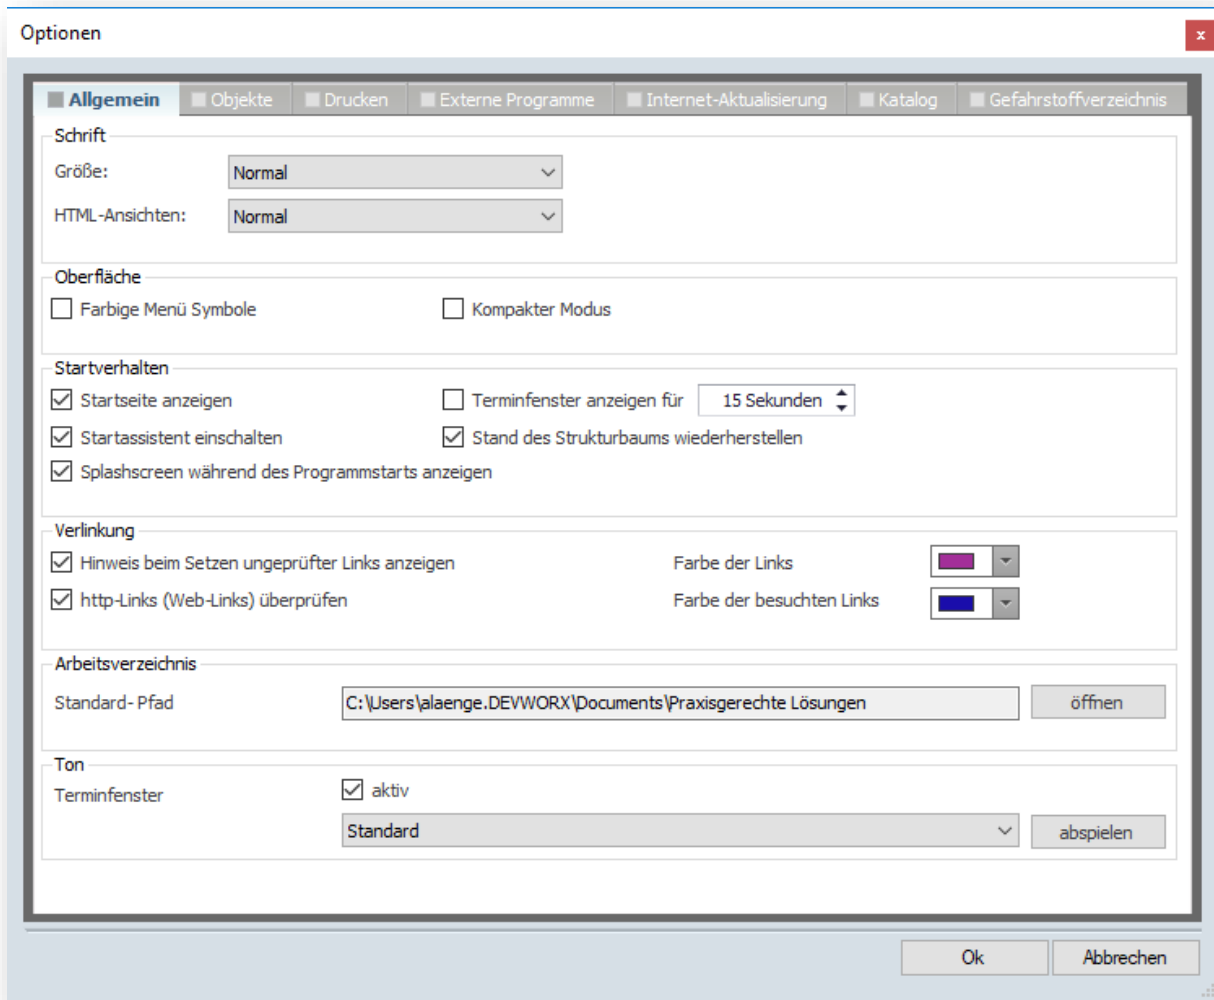 Optionen
x
Allgemein Objekte Drucken Externe Programme Internet-Aktualisierung Katalog Gefahrstoffverzeichnis
Schrift
Größe: Normal
HTML-Ansichten: Normal
Oberfläche
Farbige Menü Symbole Kompakter Modus
Startverhalten
Startseite anzeigen Terminfenster anzeigen für 15 Sekunden
Startassistent einschalten Stand des Strukturbaums wiederherstellen
Splashscreen während des Programmstarts anzeigen
Verlinkung
Hinweis beim Setzen ungeprüfter Links anzeigen Farbe der Links
http-Links (Web-Links) überprüfen Farbe der besuchten Links
Arbeitsverzeichnis
Standard-Pfad C:\Users\alaenge.DEVWORX\Documents\Praxisgerechte Lösungen öffnen
Ton
Terminfenster aktiv
Standard abspielen
Ok Abbrechen